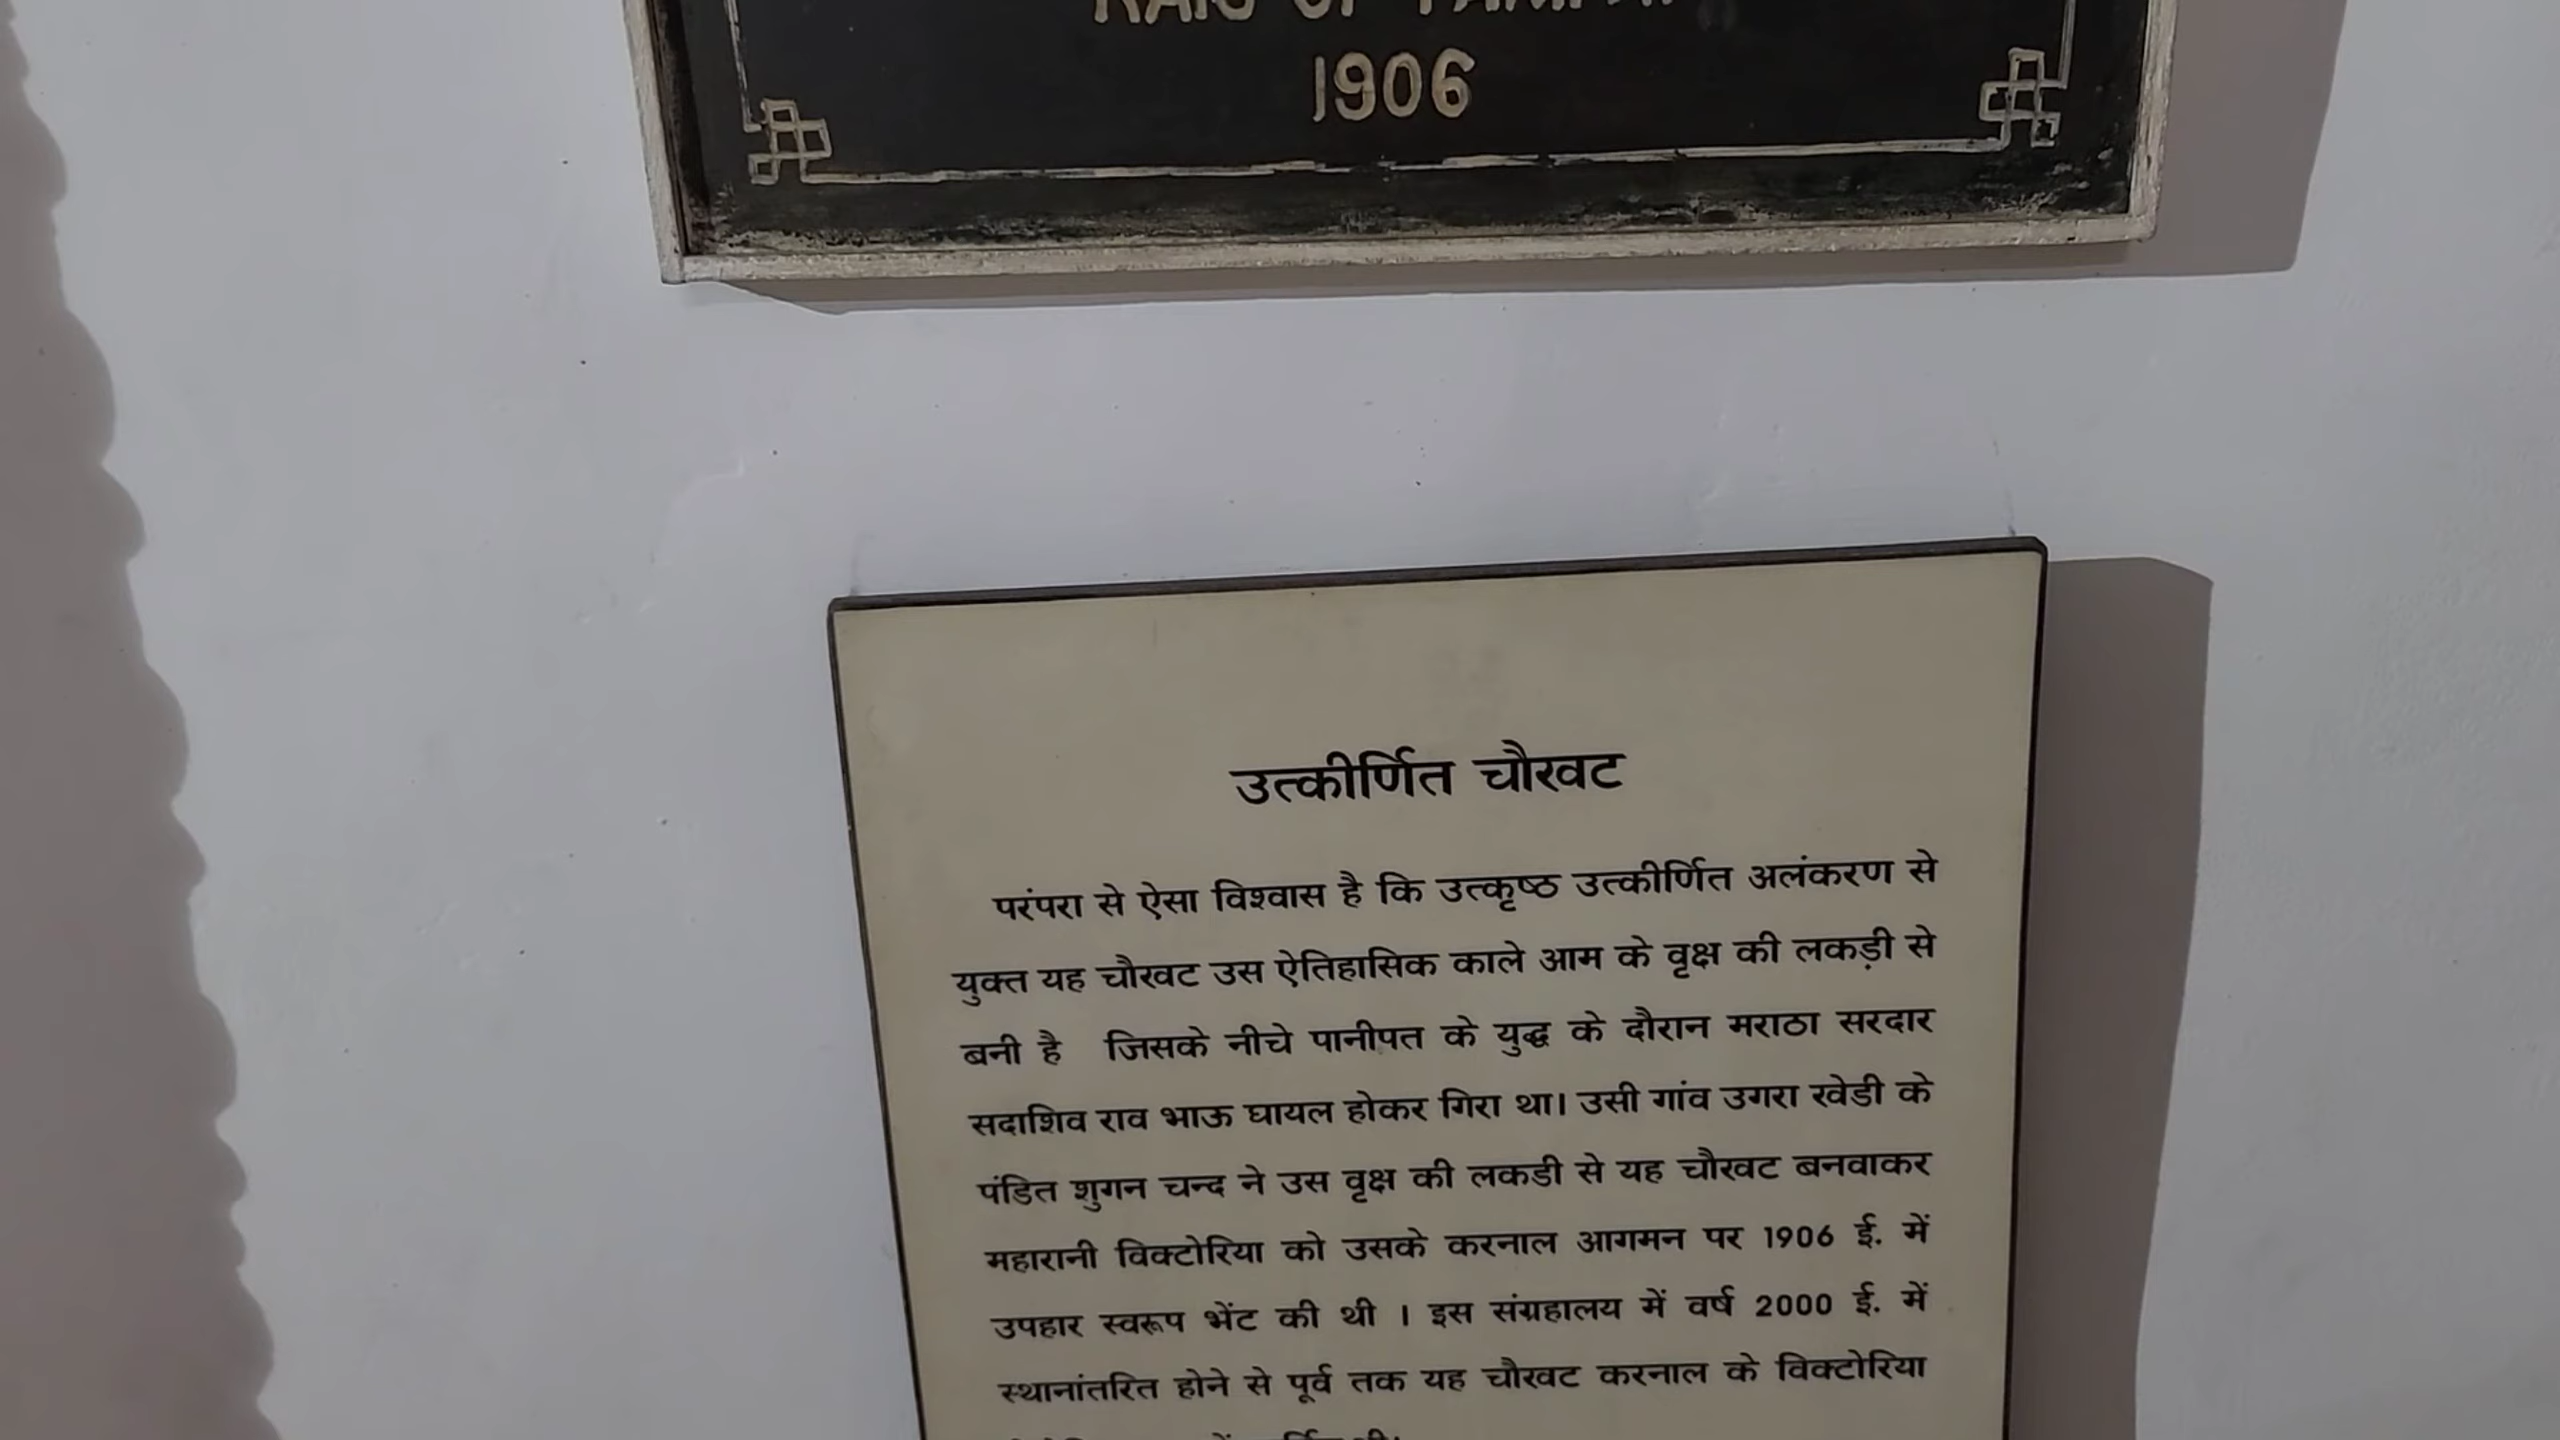 OF
1906
उत्कीर्णित चौखट
परंपरा से ऐसा विश्वास है कि उत्कृष्ठ उत्कीर्णित अलंकरण से
युक्त यह चौखट उस ऐतिहासिक काले आम के वृक्ष की लकड़ी से
बनी है जिसके नीचे पानीपत के युद्ध के दौरान मराठा सरदार
सदाशिव राव भाऊ घायल होकर गिरा था। उसी गांव उगरा खेडी के
पंडित शुगन चन्द ने उस वृक्ष की लकडी से यह चौखट बनवाकर
महारानी विक्टोरिया को उसके करनाल आगमन पर 1906 ई. में
उपहार स्वरूप भेंट की थी । इस संग्रहालय में वर्ष 2000 ई. में
स्थानांतरित होने से पूर्व तक यह चौखट करनाल के विक्टोरिया